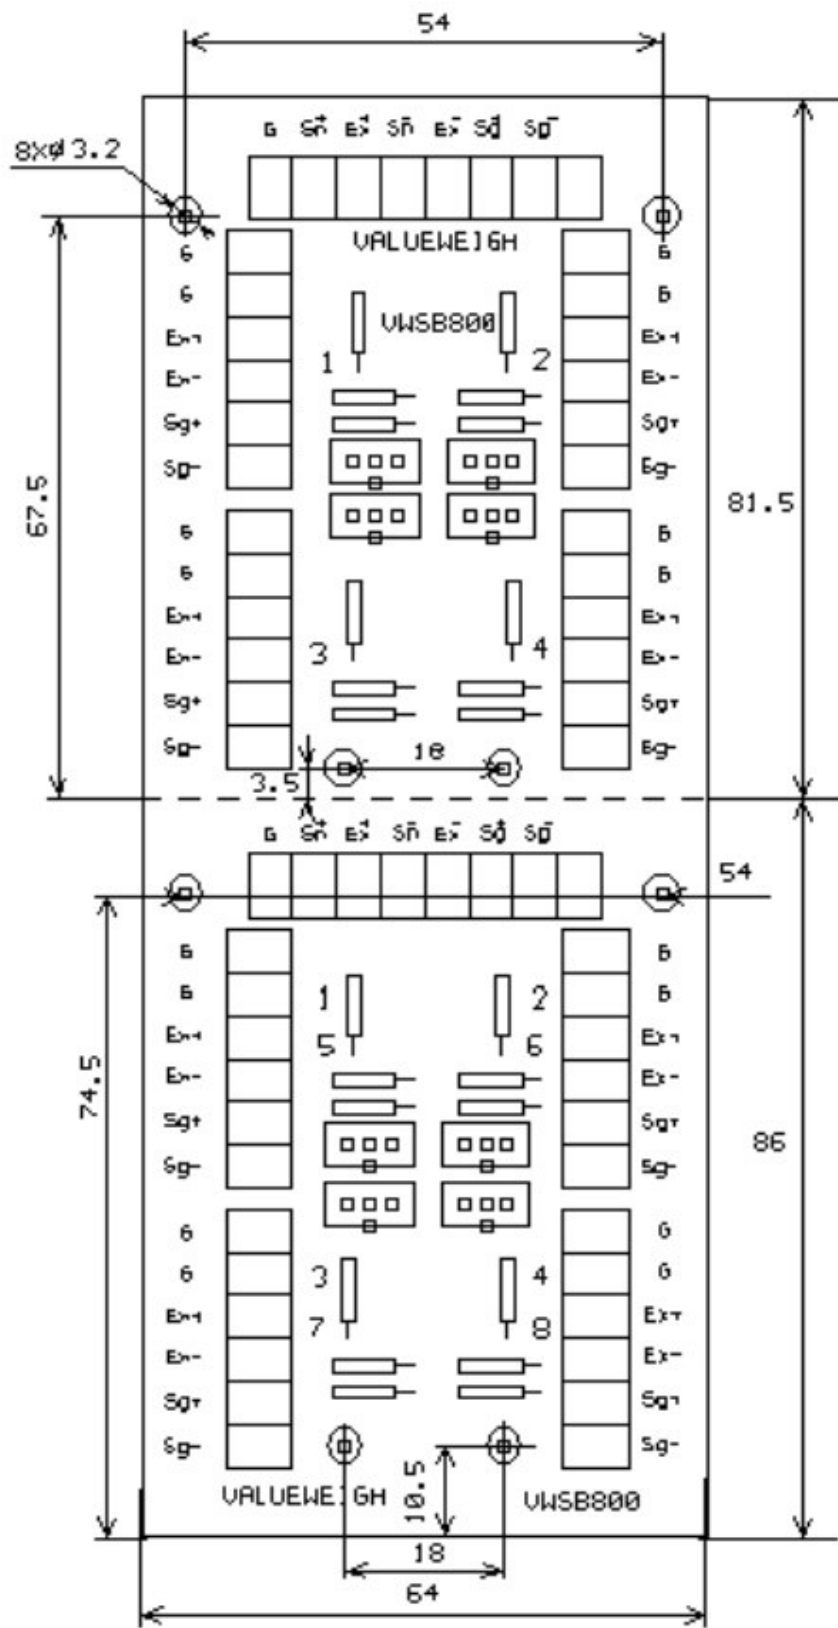 54
G Sn+ Ex+ Sn- Ex- Sg+ Sg-
8XØ3.2
VALUEWEIGH
G G
G G
VWSB800
Ex+ Ex+
1 2
Ex- Ex-
Sg+ Sg+
Sg- Sg-
67.5
81.5
G G
G G
Ex+ Ex+
3 4
Ex- Ex-
Sg+ Sg+
Sg- Sg-
18
3.5
G Sn+ Ex+ Sn- Ex- Sg+ Sg-
54
G G
G G
1 2
Ex+ Ex+
5 6
Ex- Ex-
74.5
Sg+ Sg+
86
Sg- Sg-
G G
G G
3 4
Ex+ Ex+
7 8
Ex- Ex-
Sg+ Sg+
Sg- Sg-
10.5
VALUEWEIGH VWSB800
18
64